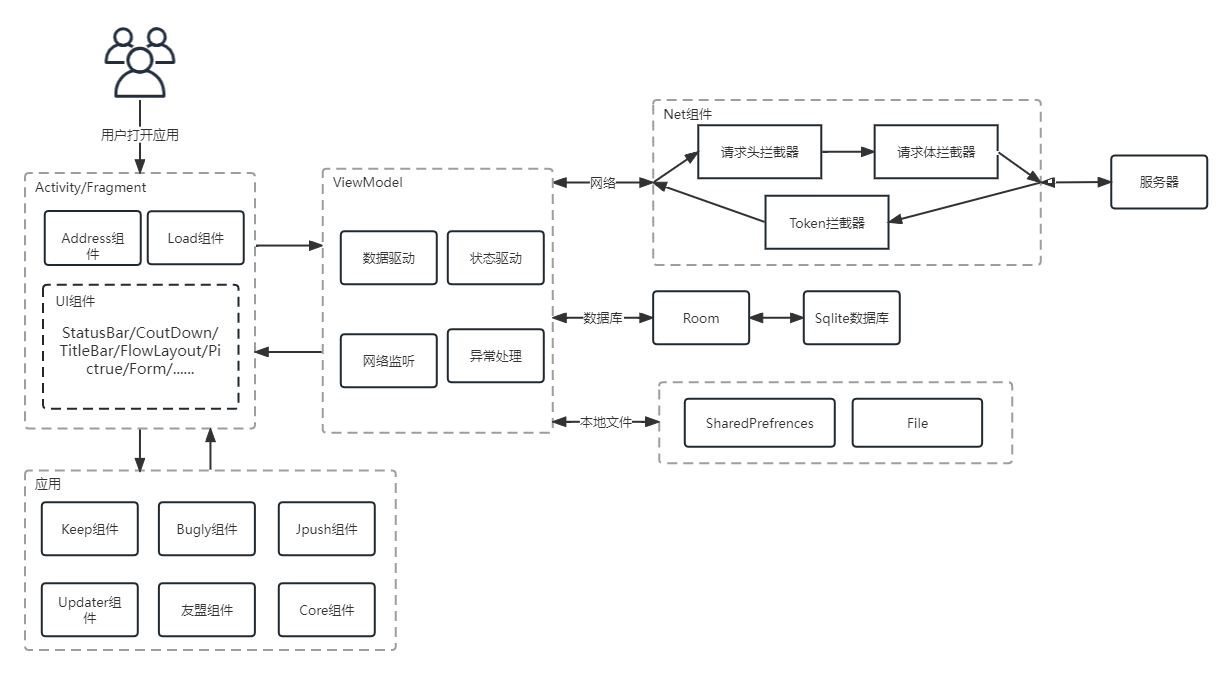 用户打开应用
Activity/Fragment
Address组
件
Load组件
UI组件
StatusBar/CoutDown/
TitleBar/FlowLayout/Pi
ctrue/Form/......
ViewModel
数据驱动
状态驱动
网络监听
异常处理
网络
数据库
本地文件
Net组件
请求头拦截器
请求体拦截器
Token拦截器
服务器
Room
Sqlite数据库
SharedPrefrences
File
应用
Keep组件
Bugly组件
Jpush组件
Updater组
件
友盟组件
Core组件